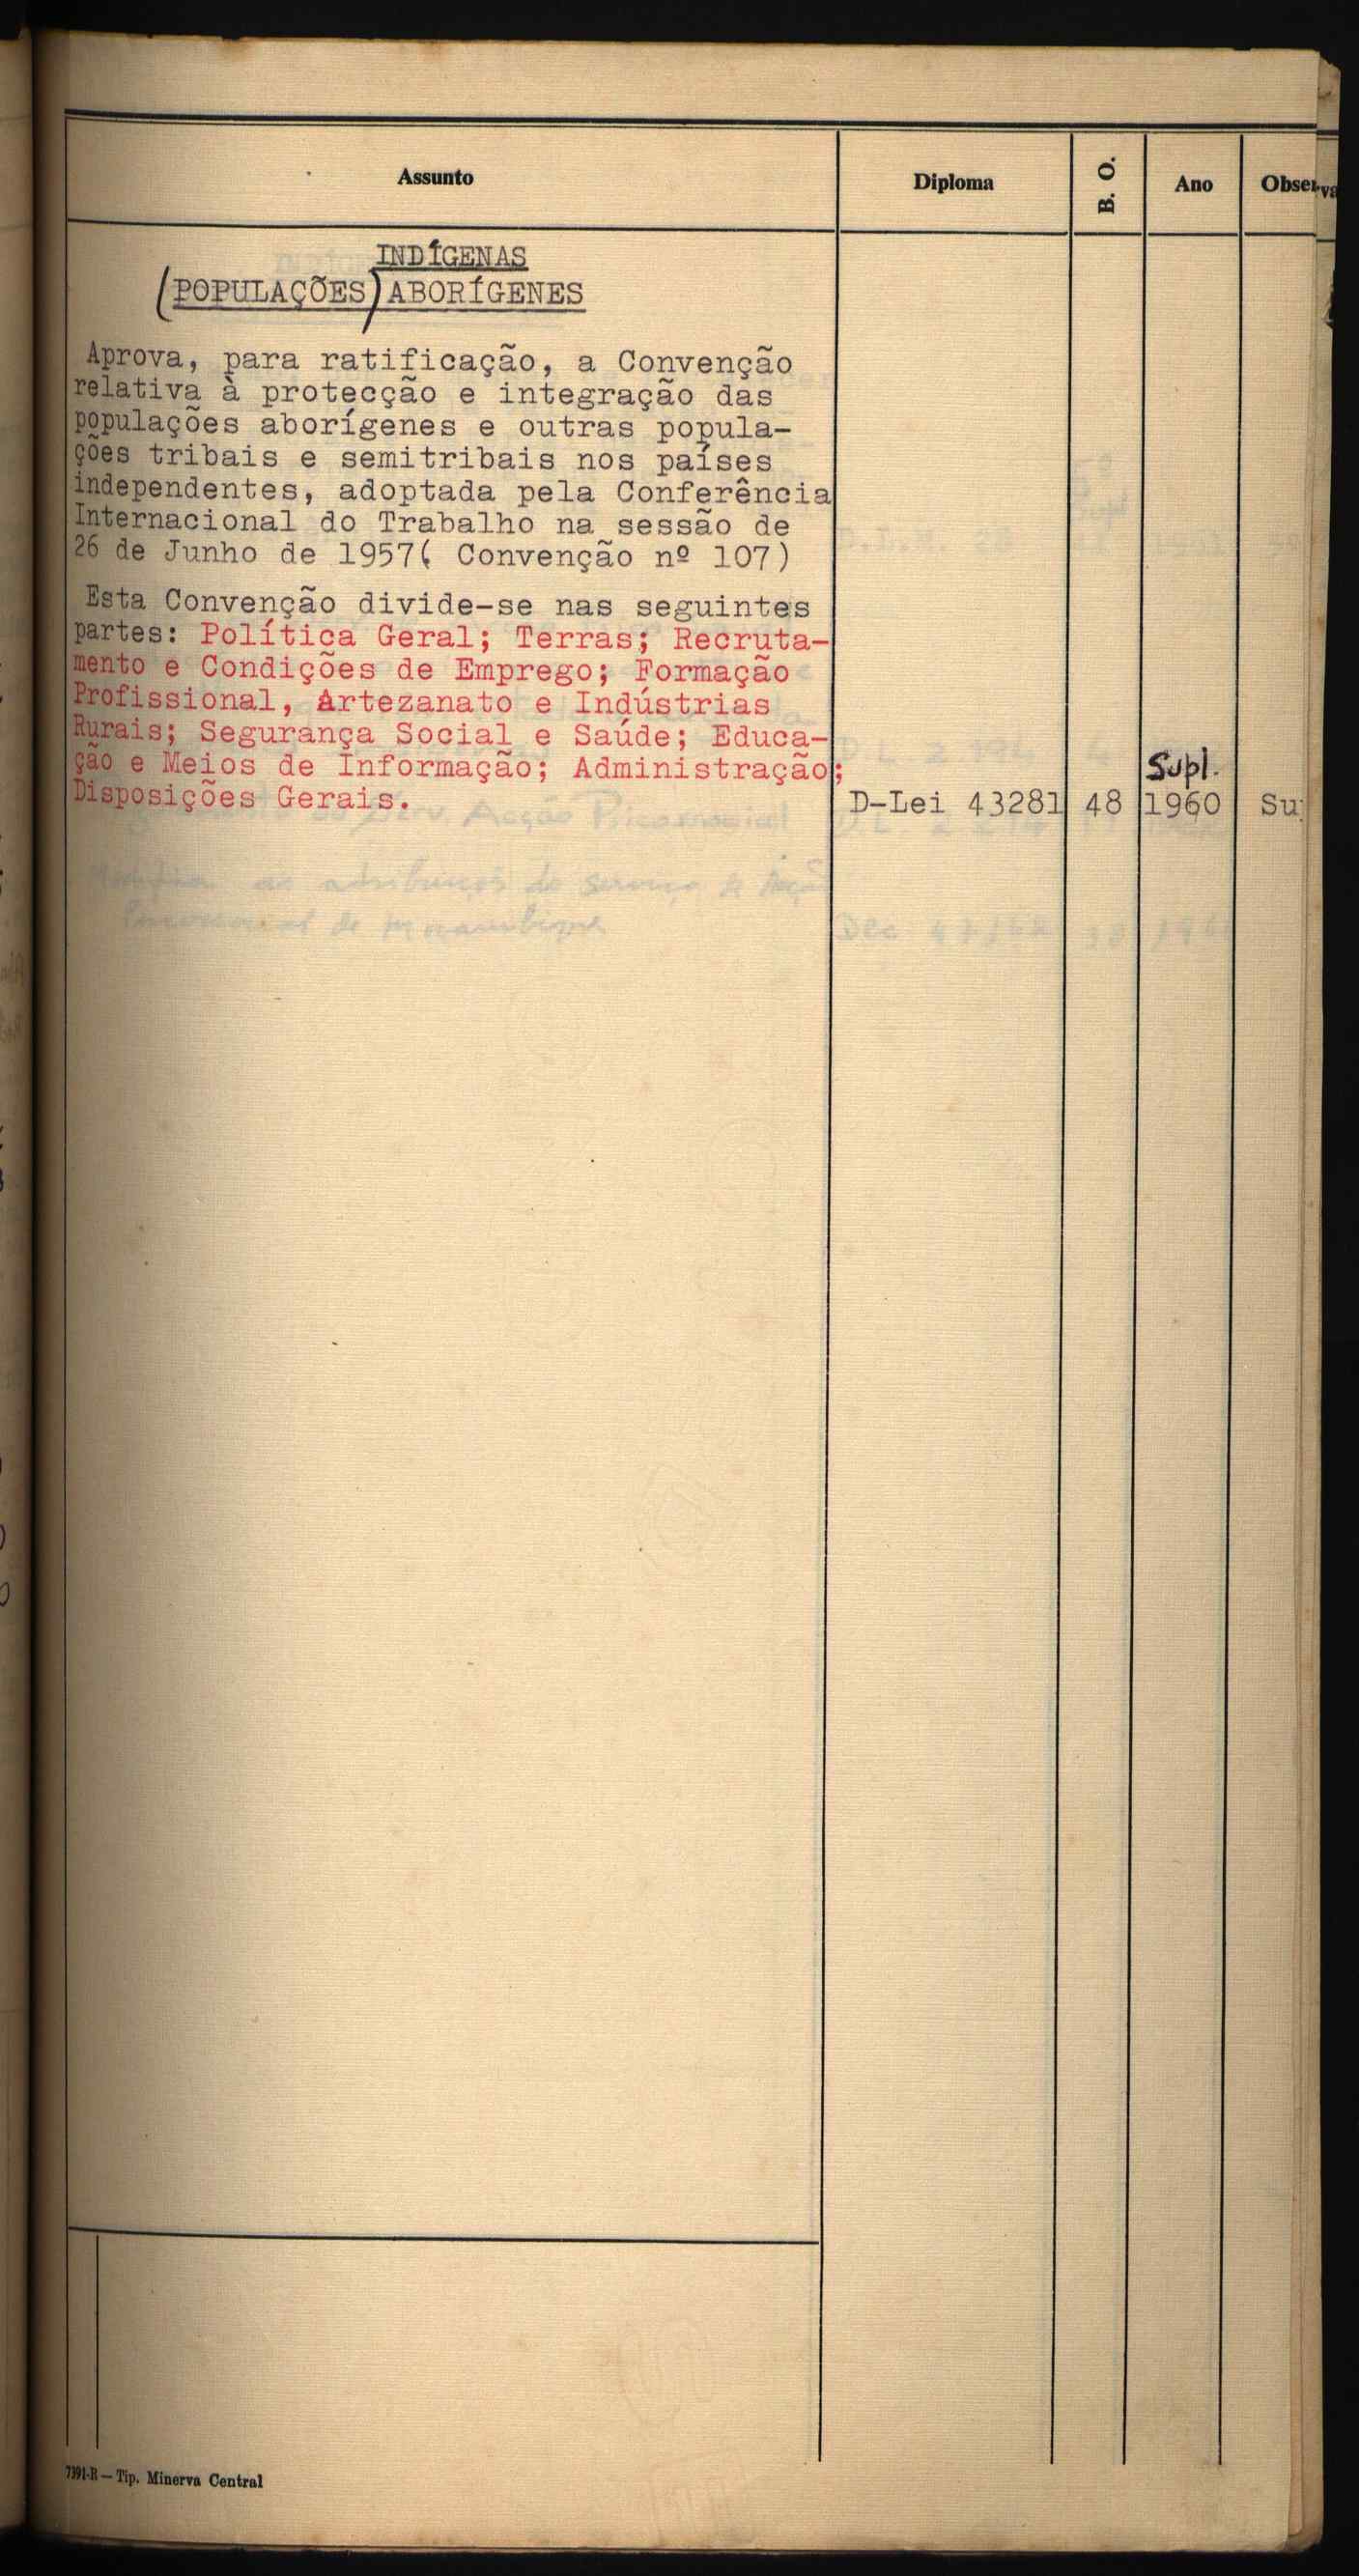 Assunto
Diploma
B. O.
Ano
INDÍGENAS
(POPULAÇÕES) ABORÍGENES
Aprova, para ratificação, a Convenção
relativa à protecção e integração das
populações aborígenes e outras popula-
ções tribais e semitribais nos países
independentes, adoptada pela Conferência
Internacional do Trabalho na sessão de
26 de Junho de 1957( Convenção nº 107)
Esta Convenção divide-se nas seguintes
partes: Política Geral; Terras; Recruta-
mento e Condições de Emprego; Formação
Profissional, Artezanato e Indústrias
Rurais; Segurança Social e Saúde; Educa-
ção e Meios de Informação; Administração;
Disposições Gerais.
Supl.
D-Lei 43281 48 1960
7391-R — Tip. Minerva Central